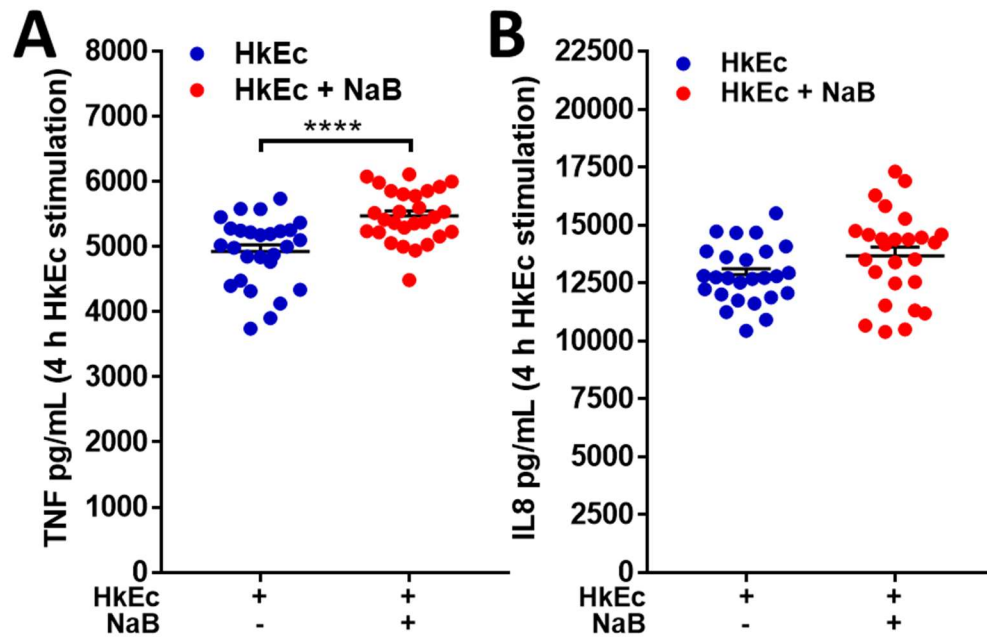 A
TNF pg/mL (4 h HkEc stimulation)
8000
7000
6000
5000
4000
3000
2000
1000
0
HkEc
HkEc + NaB
****
HkEc + +
NaB - +
B
IL8 pg/mL (4 h HkEc stimulation)
22500
20000
17500
15000
12500
10000
7500
5000
2500
0
HkEc
HkEc + NaB
+ +
- +